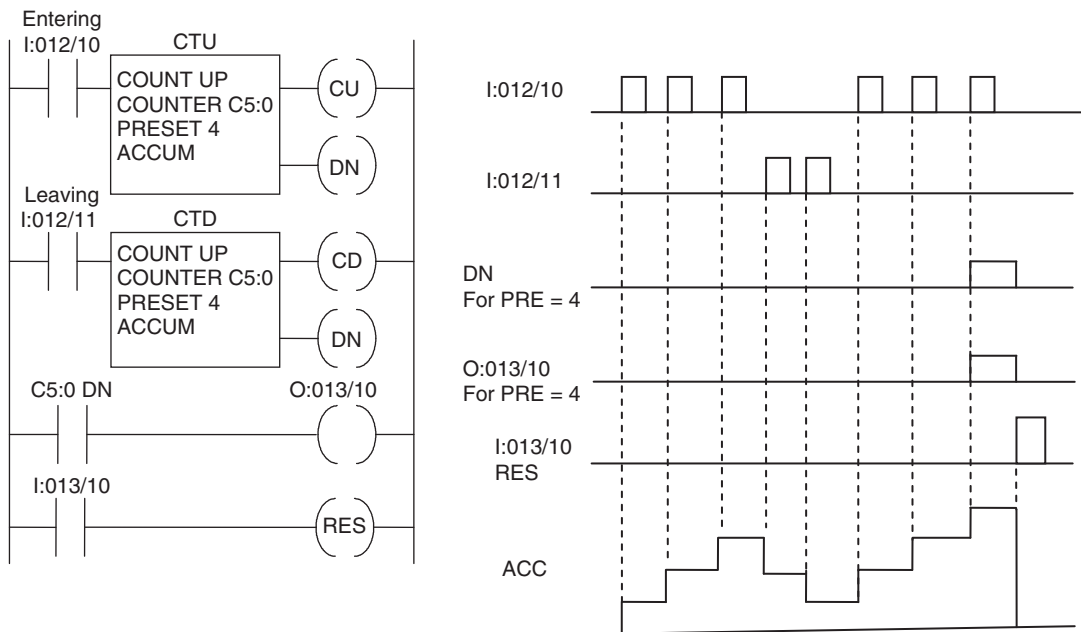 Entering
I:012/10
CTU
COUNT UP
COUNTER C5:0
PRESET 4
ACCUM
CU
DN
Leaving
I:012/11
CTD
COUNT UP
COUNTER C5:0
PRESET 4
ACCUM
CD
DN
C5:0 DN
O:013/10
I:013/10
RES
I:012/10
I:012/11
DN
For PRE = 4
O:013/10
For PRE = 4
I:013/10
RES
ACC